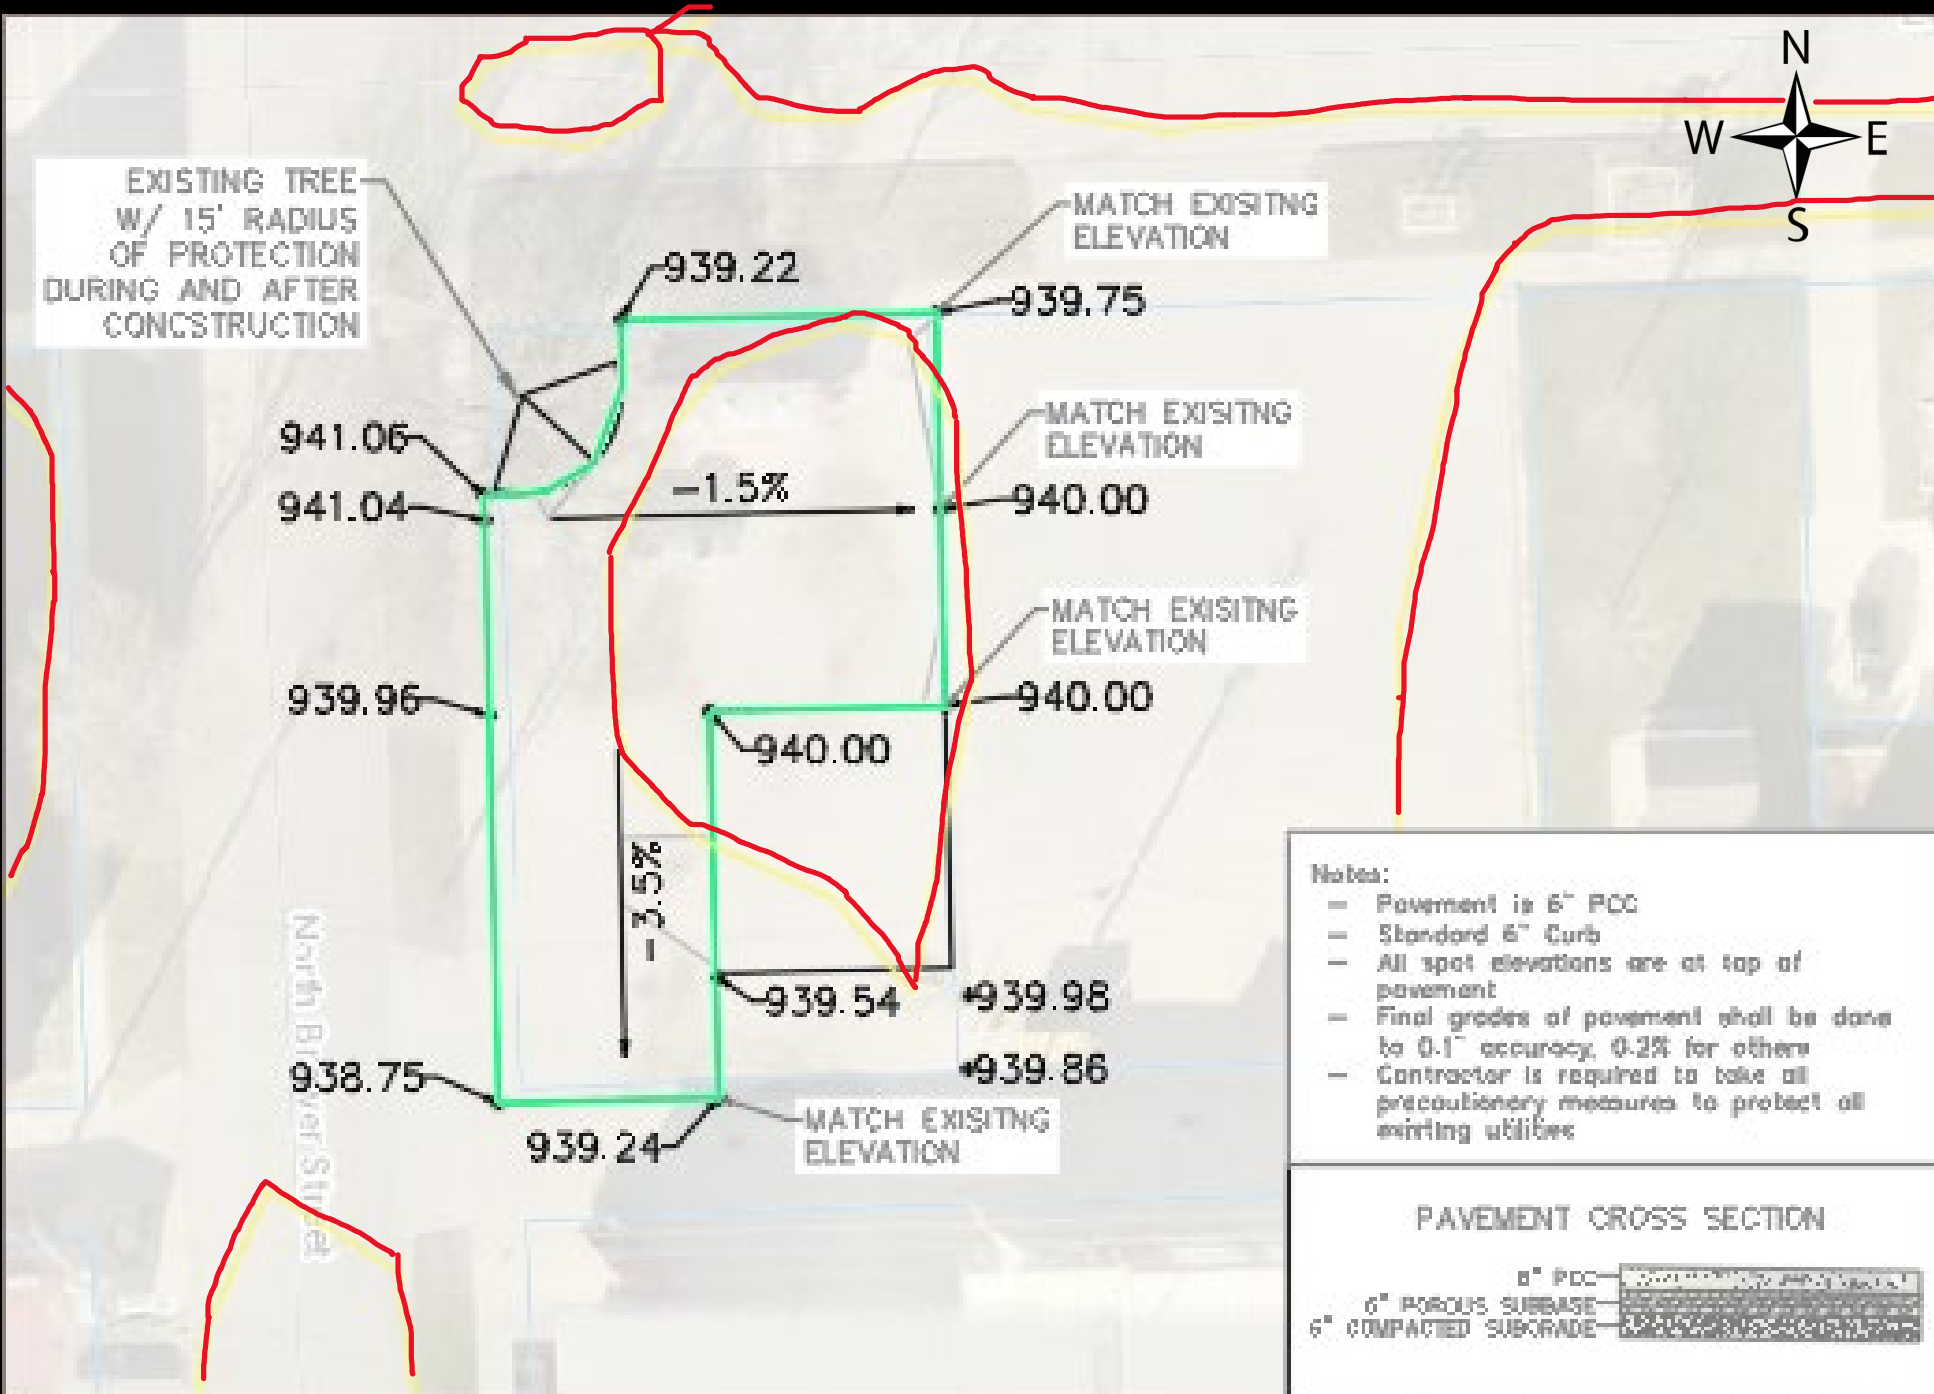 N
W E
S
EXISTING TREE
W/ 15' RADIUS
OF PROTECTION
DURING AND AFTER
CONCSTRUCTION
MATCH EXISITNG
ELEVATION
939.22
939.75
941.06
MATCH EXISITNG
ELEVATION
-1.5%
941.04
940.00
MATCH EXISITNG
ELEVATION
939.96
940.00
940.00
-3.5%
939.54
939.98
938.75
939.86
MATCH EXISITNG
ELEVATION
939.24
North Street
Notes:
- Pavement is 6" PCC
- Standard 6" Curb
- All spot elevations are at top of
pavement
- Final grades of pavement shall be done
to 0.1" accuracy, 0.2% for others
- Contractor is required to take all
precautionary measures to protect all
existing utilities
PAVEMENT CROSS SECTION
PCC
6" POROUS SUBBASE
6" COMPACTED SUBGRADE